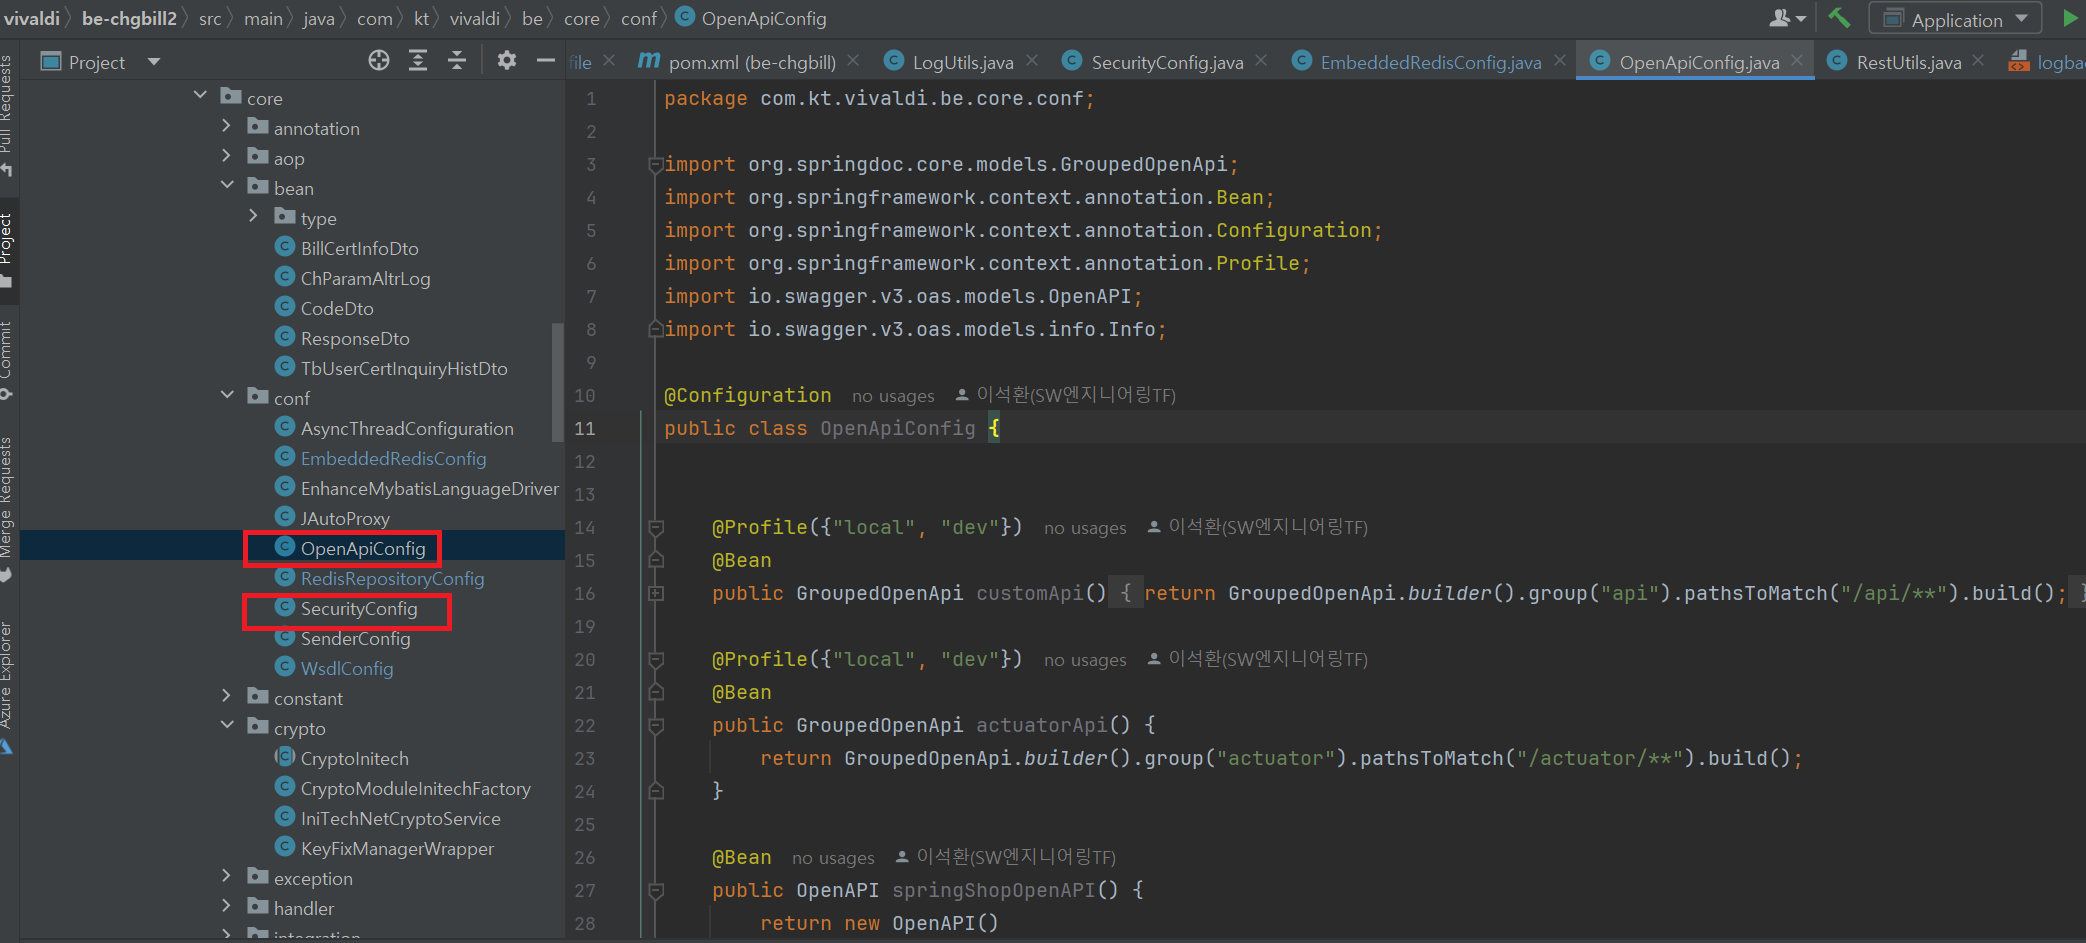 vivaldi be-chgbill2 src main java com kt vivaldi be core conf OpenApiConfig
Application
Project
file pom.xml (be-chgbill) LogUtils.java SecurityConfig.java EmbeddedRedisConfig.java OpenApiConfig.java RestUtils.java
Pull Requests
Project
Commit
Merge Requests
Azure Explorer
core
annotation
aop
bean
type
BillCertInfoDto
ChParamAltrLog
CodeDto
ResponseDto
TbUserCertInquiryHistDto
conf
AsyncThreadConfiguration
EmbeddedRedisConfig
EnhanceMybatisLanguageDriver
JAutoProxy
OpenApiConfig
RedisRepositoryConfig
SecurityConfig
SenderConfig
WsdlConfig
constant
crypto
CryptoInitech
CryptoModuleInitechFactory
IniTechNetCryptoService
KeyFixManagerWrapper
exception
handler
integration
1 package com.kt.vivaldi.be.core.conf;
2
3 import org.springdoc.core.models.GroupedOpenApi;
4 import org.springframework.context.annotation.Bean;
5 import org.springframework.context.annotation.Configuration;
6 import org.springframework.context.annotation.Profile;
7 import io.swagger.v3.oas.models.OpenAPI;
8 import io.swagger.v3.oas.models.info.Info;
9
10 @Configuration no usages 이석환(SW엔지니어링TF)
11 public class OpenApiConfig {
12
13
14 @Profile({"local", "dev"}) no usages 이석환(SW엔지니어링TF)
15 @Bean
16 public GroupedOpenApi customApi() { return GroupedOpenApi.builder().group("api").pathsToMatch("/api/**").build(); }
19
20 @Profile({"local", "dev"}) no usages 이석환(SW엔지니어링TF)
21 @Bean
22 public GroupedOpenApi actuatorApi() {
23 return GroupedOpenApi.builder().group("actuator").pathsToMatch("/actuator/**").build();
24 }
25
26 @Bean no usages 이석환(SW엔지니어링TF)
27 public OpenAPI springShopOpenAPI() {
28 return new OpenAPI()